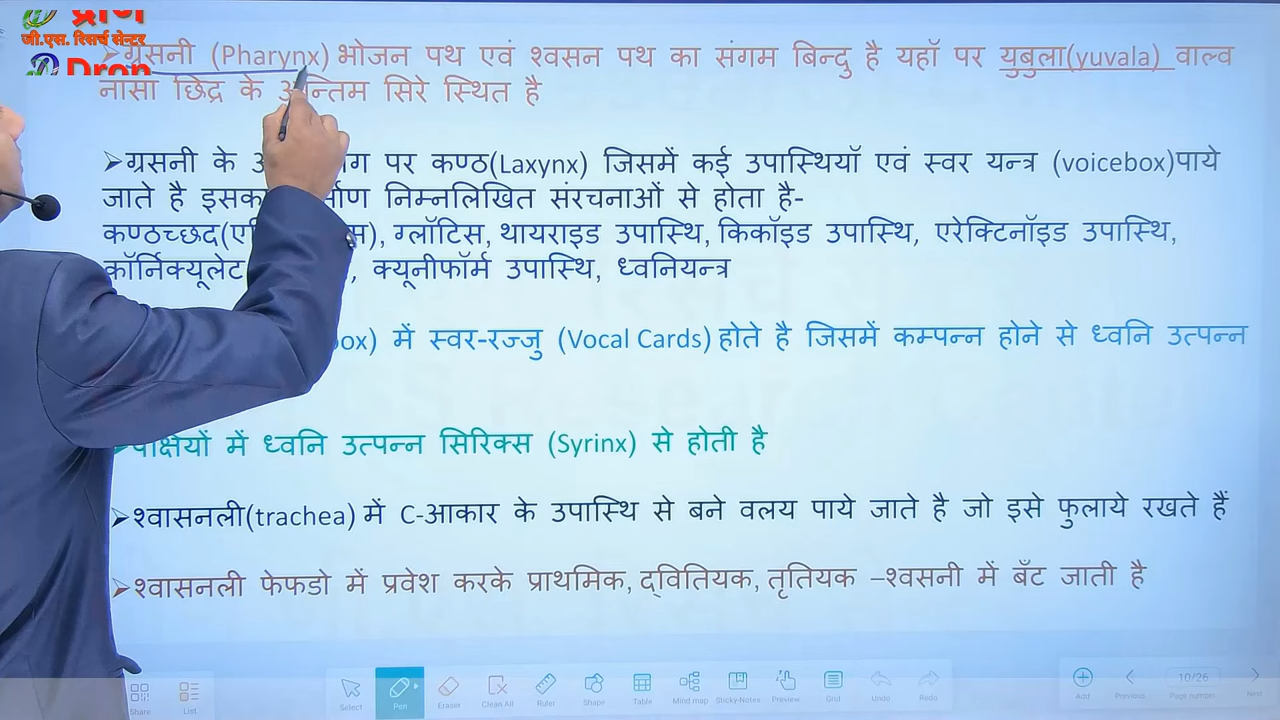 द्रोण
जी.एस. रिसर्च सेन्टर
Dron
➢ग्रसनी (Pharynx) भोजन पथ एवं श्वसन पथ का संगम बिन्दु है यहाॅ पर युबुला(yuvala) वाल्व
नासा छिद्र के अन्तिम सिरे स्थित है
➢ग्रसनी के पर कण्ठ(Laxynx) जिसमें कई उपास्थियाॅ एवं स्वर यन्त्र (voicebox)पाये
जाते है इसका निम्नलिखित संरचनाओं से होता है-
कण्ठच्छद( ), ग्लॉटिस, थायराइड उपास्थि, किकॉइड उपास्थि, एरेक्टिनॉइड उपास्थि,
कॉर्निक्यूलेट , क्यूनीफॉर्म उपास्थि, ध्वनियन्त्र
में स्वर-रज्जु (Vocal Cards) होते है जिसमें कम्पन्न होने से ध्वनि उत्पन्न
➢पक्षियों में ध्वनि उत्पन्न सिरिक्स (Syrinx) से होती है
➢श्वासनली(trachea) में C-आकार के उपास्थि से बने वलय पाये जाते है जो इसे फुलाये रखते हैं
➢श्वासनली फेफडो में प्रवेश करके प्राथमिक, द्वितियक, तृतियक –श्वसनी में बँट जाती है
Share List Select Pen Eraser Clean All Ruler Shape Table Mind map Sticky-Notes Preview Grid Undo Redo Add Previous 10/26 Page number Next